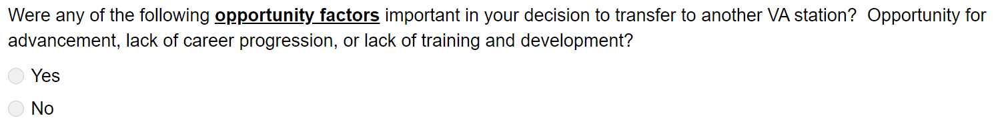 Were any of the following opportunity factors important in your decision to transfer to another VA station?  Opportunity for
advancement, lack of career progression, or lack of training and development?
Yes
No